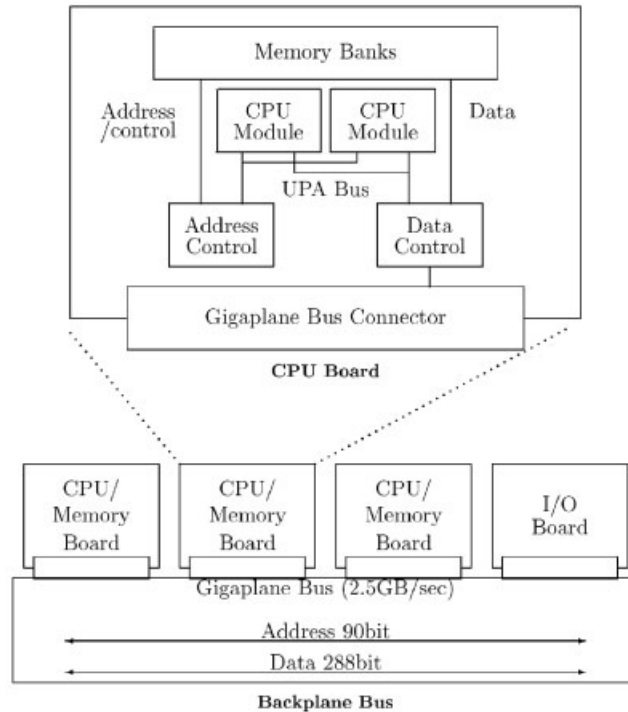 Memory Banks
Address
/control
CPU
Module
CPU
Module
Data
UPA Bus
Address
Control
Data
Control
Gigaplane Bus Connector
CPU Board
CPU/
Memory
Board
CPU/
Memory
Board
CPU/
Memory
Board
I/O
Board
Gigaplane Bus (2.5GB/sec)
Address 90bit
Data 288bit
Backplane Bus